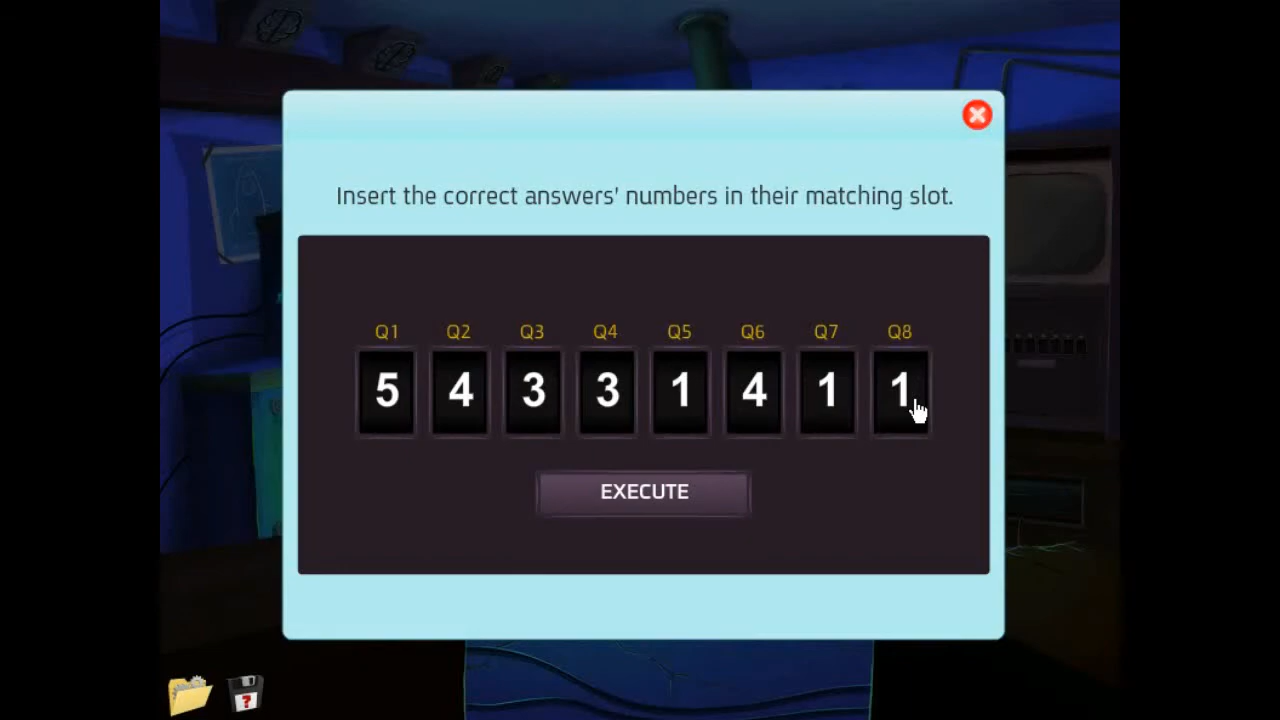 Insert the correct answers' numbers in their matching slot.
Q1 Q2 Q3 Q4 Q5 Q6 Q7 Q8
5 4 3 3 1 4 1 1
EXECUTE
?